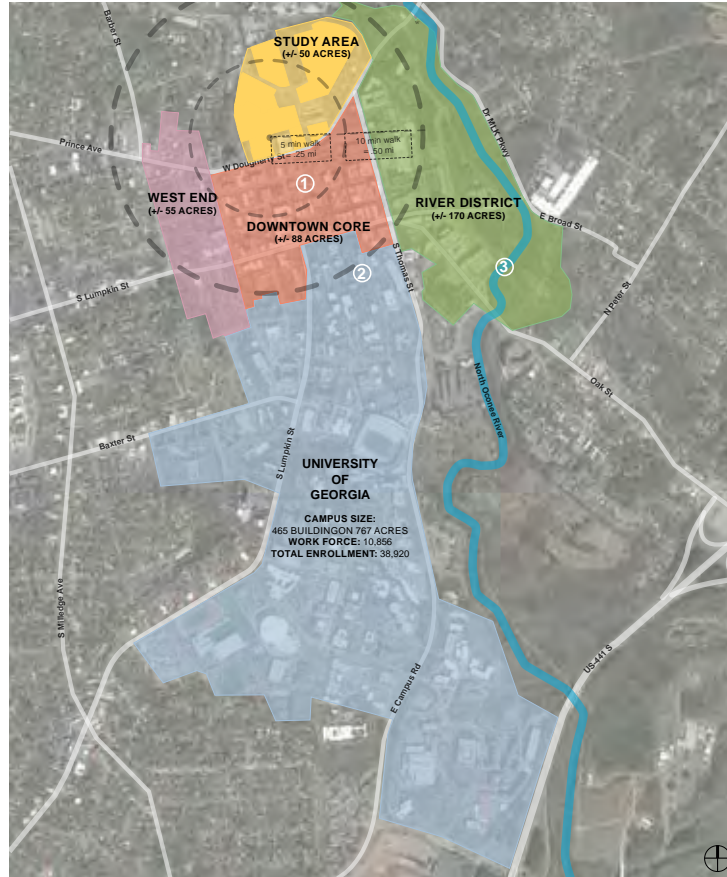 Barber St
STUDY AREA
(+/- 50 ACRES)
Dr MLK Pkwy
Prince Ave
5 min walk
= .25 mi
10 min walk
= .50 mi
W Dougherty St
1
WEST END
(+/- 55 ACRES)
RIVER DISTRICT
(+/- 170 ACRES)
E Broad St
DOWNTOWN CORE
(+/- 88 ACRES)
S Thomas St
2
3
S Lumpkin St
N Peter St
North Oconee River
Oak St
Baxter St
S Lumpkin St
UNIVERSITY
OF
GEORGIA
CAMPUS SIZE:
465 BUILDINGON 767 ACRES
WORK FORCE: 10,856
TOTAL ENROLLMENT: 38,920
S Milledge Ave
US-441 S
E Campus Rd